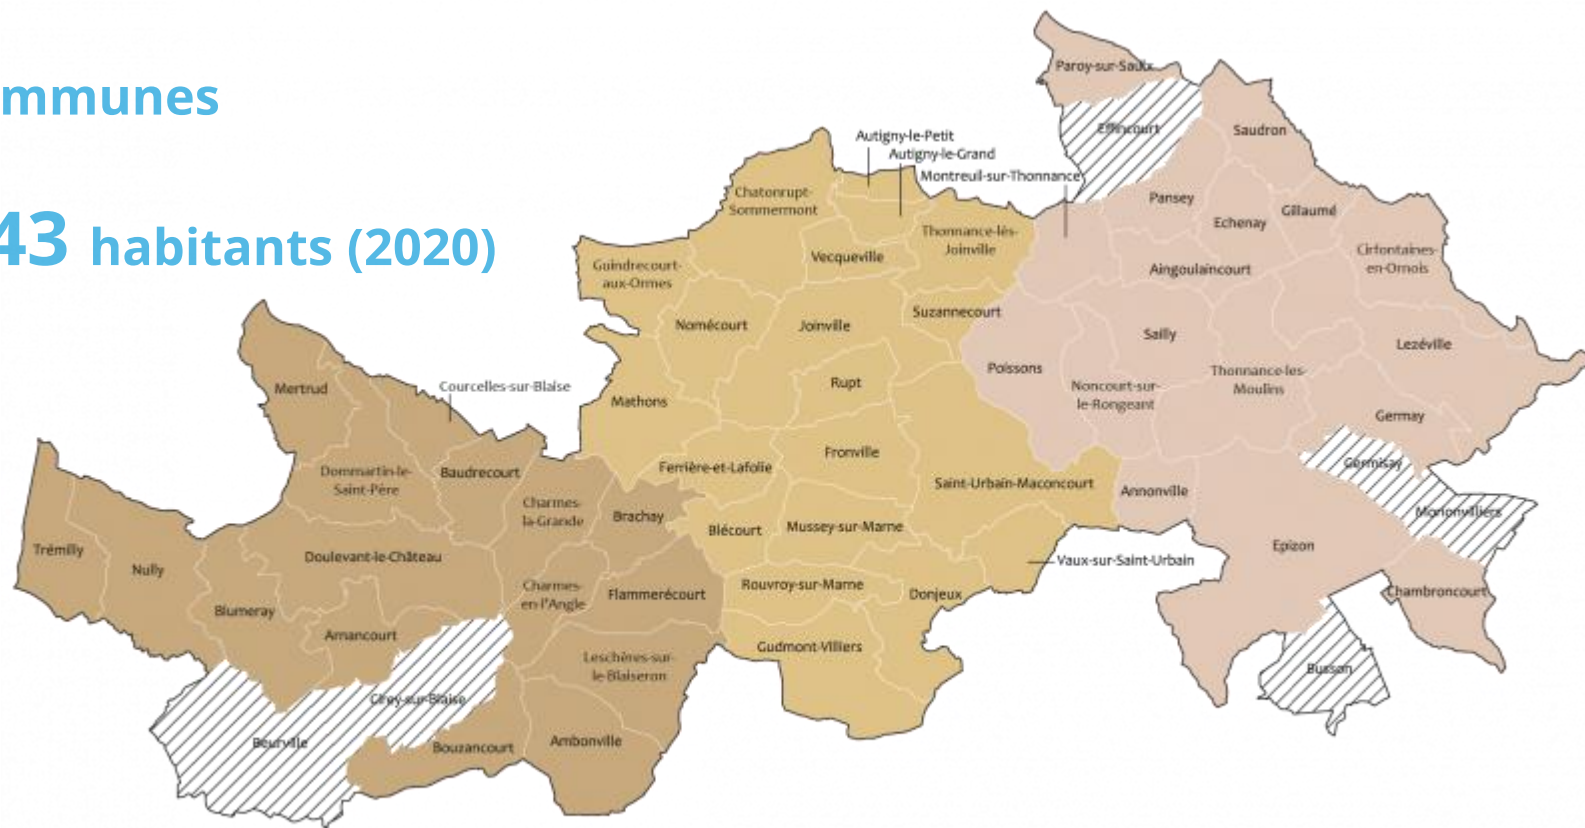 mmunes
43 habitants (2020)
Paroy-sur-Saulx
Effincourt
Saudron
Autigny-le-Petit
Autigny-le-Grand
Montreuil-sur-Thonnance
Chatonrupt-
Sommermont
Pansey
Echenay
Gillaumé
Thonnance-lès-
Joinville
Vecqueville
Cirfontaines-
en-Ornois
Guindrecourt-
aux-Ormes
Aingoulaincourt
Nomécourt
Joinville
Suzannecourt
Sailly
Lezéville
Poissons
Noncourt-sur-
le-Rongeant
Thonnance-les-
Moulins
Mertrud
Courcelles-sur-Blaise
Rupt
Mathons
Germay
Dommartin-le-
Saint-Père
Baudrecourt
Ferrière-et-Lafolie
Fronville
Saint-Urbain-Maconcourt
Annonville
Germisay
Charmes-
la-Grande
Brachay
Blécourt
Mussey-sur-Marne
Morionvilliers
Trémilly
Nully
Doulevant-le-Château
Vaux-sur-Saint-Urbain
Epizon
Charmes-
en-l'Angle
Flammerécourt
Rouvroy-sur-Marne
Donjeux
Chambroncourt
Blumeray
Arnancourt
Gudmont-Villiers
Leschères-sur-
le-Blaiseron
Busson
Cirey-sur-Blaise
Beurville
Bouzancourt
Ambonville